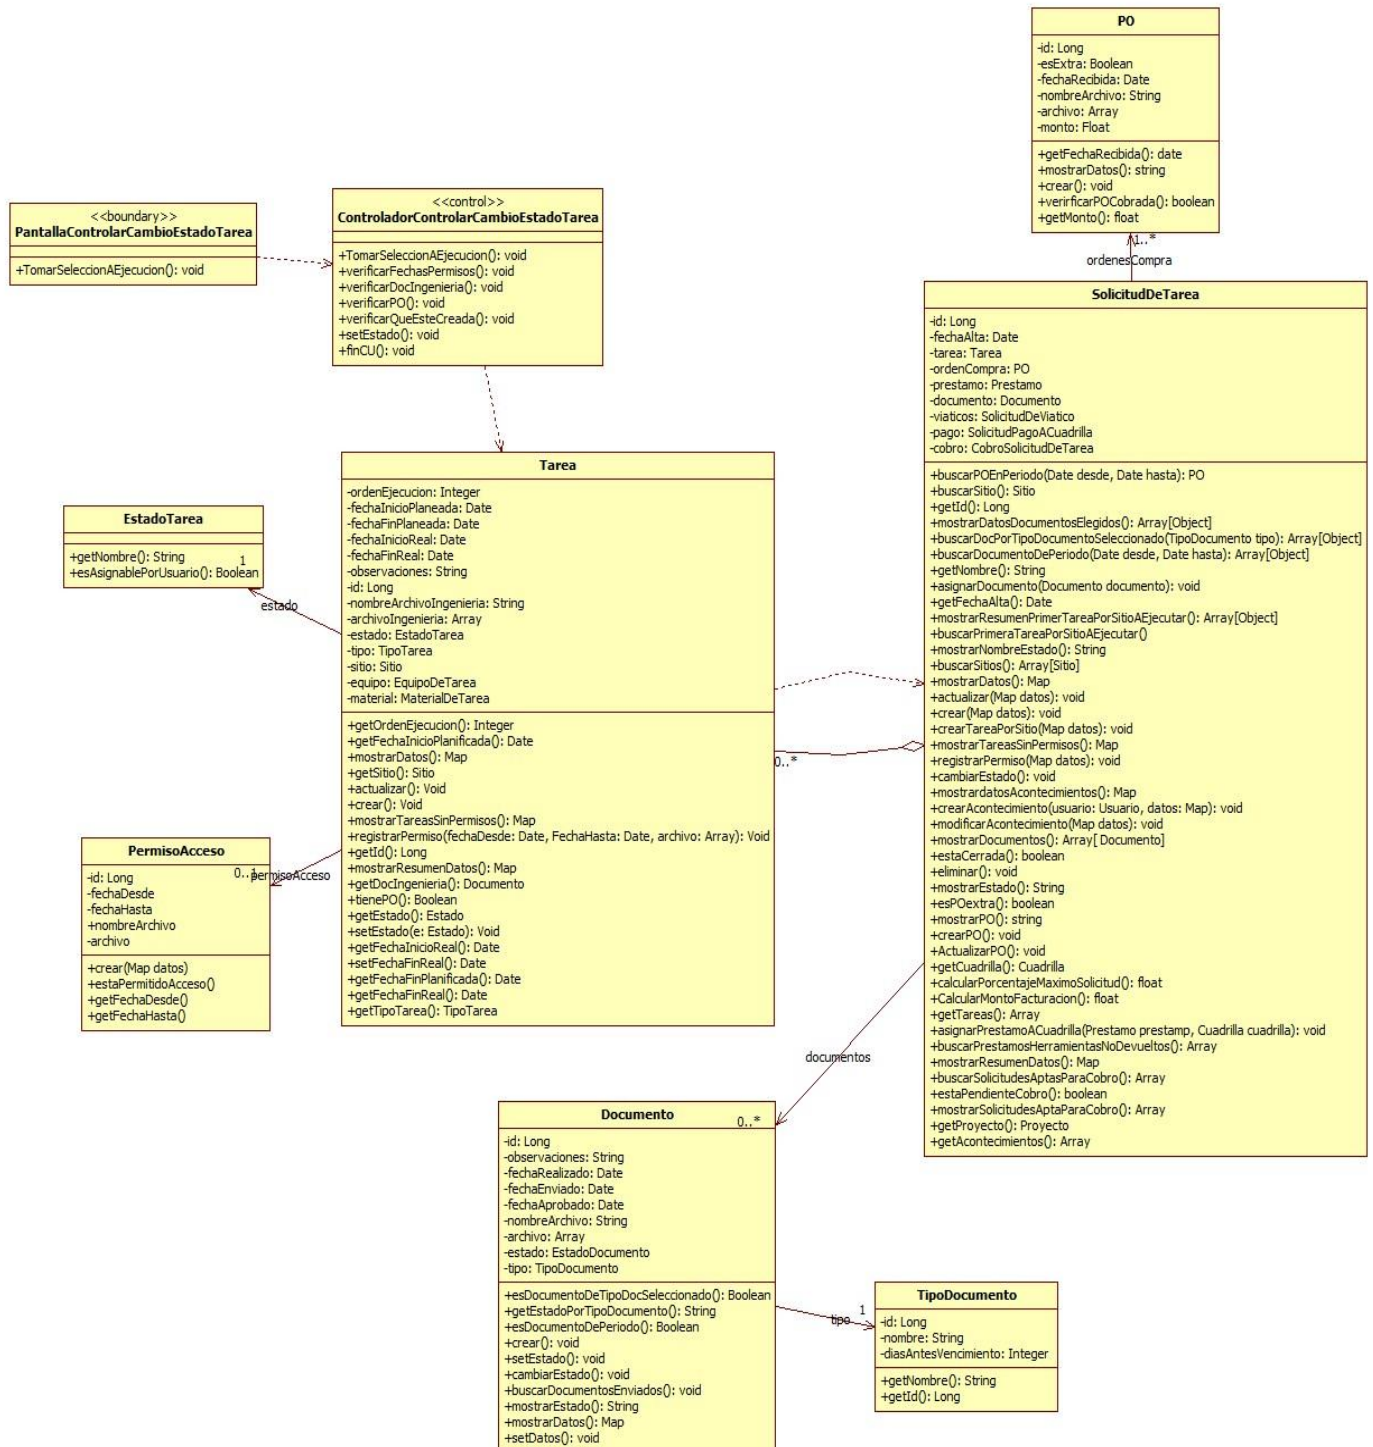 PO
-id: Long
-esExtra: Boolean
-fechaRecibida: Date
-nombreArchivo: String
-archivo: Array
-monto: Float
+getFechaRecibida(): date
+mostrarDatos(): string
+crear(): void
+verirficarPOCobrada(): boolean
+getMonto(): float
1..*
ordenesCompra
<<boundary>>
PantallaControlarCambioEstadoTarea
+TomarSeleccionAEjecucion(): void
<<control>>
ControladorControlarCambioEstadoTarea
+TomarSeleccionAEjecucion(): void
+verificarFechasPermisos(): void
+verificarDocIngenieria(): void
+verificarPO(): void
+verificarQueEsteCreada(): void
+setEstado(): void
+finCU(): void
SolicitudDeTarea
-id: Long
-fechaAlta: Date
-tarea: Tarea
-ordenCompra: PO
-prestamo: Prestamo
-documento: Documento
-viaticos: SolicitudDeViatico
-pago: SolicitudPagoACuadrilla
-cobro: CobroSolicitudDeTarea
+buscarPOEnPeriodo(Date desde, Date hasta): PO
+buscarSitio(): Sitio
+getId(): Long
+mostrarDatosDocumentosElegidos(): Array[Object]
+buscarDocPorTipoDocumentoSeleccionado(TipoDocumento tipo): Array[Object]
+buscarDocumentoDePeriodo(Date desde, Date hasta): Array[Object]
+getNombre(): String
+asignarDocumento(Documento documento): void
+getFechaAlta(): Date
+mostrarResumenPrimerTareaPorSitioAEjecutar(): Array[Object]
+buscarPrimeraTareaPorSitioAEjecutar()
+mostrarNombreEstado(): String
+buscarSitios(): Array[Sitio]
+mostrarDatos(): Map
+actualizar(Map datos): void
+crear(Map datos): void
+crearTareaPorSitio(Map datos): void
+mostrarTareasSinPermisos(): Map
+registrarPermiso(Map datos): void
+cambiarEstado(): void
+mostrardatosAcontecimientos(): Map
+crearAcontecimiento(usuario: Usuario, datos: Map): void
+modificarAcontecimiento(Map datos): void
+mostrarDocumentos(): Array[ Documento]
+estaCerrada(): boolean
+eliminar(): void
+mostrarEstado(): String
+esPOextra(): boolean
+mostrarPO(): string
+crearPO(): void
+ActualizarPO(): void
+getCuadrilla(): Cuadrilla
+calcularPorcentajeMaximoSolicitud(): float
+CalcularMontoFacturacion(): float
+getTareas(): Array
+asignarPrestamoACuadrilla(Prestamo prestamp, Cuadrilla cuadrilla): void
+buscarPrestamosHerramientasNoDevueltos(): Array
+mostrarResumenDatos(): Map
+buscarSolicitudesAptasParaCobro(): Array
+estaPendienteCobro(): boolean
+mostrarSolicitudesAptaParaCobro(): Array
+getProyecto(): Proyecto
+getAcontecimientos(): Array
Tarea
-ordenEjecucion: Integer
-fechaInicioPlaneada: Date
-fechaFinPlaneada: Date
-fechaInicioReal: Date
-fechaFinReal: Date
-observaciones: String
-id: Long
-nombreArchivoIngenieria: String
-archivoIngenieria: Array
-estado: EstadoTarea
-tipo: TipoTarea
-sitio: Sitio
-equipo: EquipoDeTarea
-material: MaterialDeTarea
+getOrdenEjecucion(): Integer
+getFechaInicioPlanificada(): Date
+mostrarDatos(): Map
+getSitio(): Sitio
+actualizar(): Void
+crear(): Void
+mostrarTareasSinPermisos(): Map
+registrarPermiso(fechaDesde: Date, FechaHasta: Date, archivo: Array): Void
+getId(): Long
+mostrarResumenDatos(): Map
+getDocIngenieria(): Documento
+tienePO(): Boolean
+getEstado(): Estado
+setEstado(e: Estado): Void
+getFechaInicioReal(): Date
+setFechaFinReal(): Date
+getFechaFinPlanificada(): Date
+getFechaFinReal(): Date
+getTipoTarea(): TipoTarea
0..*
EstadoTarea
+getNombre(): String
+esAsignablePorUsuario(): Boolean
1
estado
PermisoAcceso
-id: Long
-fechaDesde
-fechaHasta
+nombreArchivo
-archivo
+crear(Map datos)
+estaPermitidoAcceso()
+getFechaDesde()
+getFechaHasta()
0..1
permisoAcceso
documentos
0..*
Documento
-id: Long
-observaciones: String
-fechaRealizado: Date
-fechaEnviado: Date
-fechaAprobado: Date
-nombreArchivo: String
-archivo: Array
-estado: EstadoDocumento
-tipo: TipoDocumento
+esDocumentoDeTipoDocSeleccionado(): Boolean
+getEstadoPorTipoDocumento(): String
+esDocumentoDePeriodo(): Boolean
+crear(): void
+setEstado(): void
+cambiarEstado(): void
+buscarDocumentosEnviados(): void
+mostrarEstado(): String
+mostrarDatos(): Map
+setDatos(): void
tipo
1
TipoDocumento
-id: Long
-nombre: String
-diasAntesVencimiento: Integer
+getNombre(): String
+getId(): Long